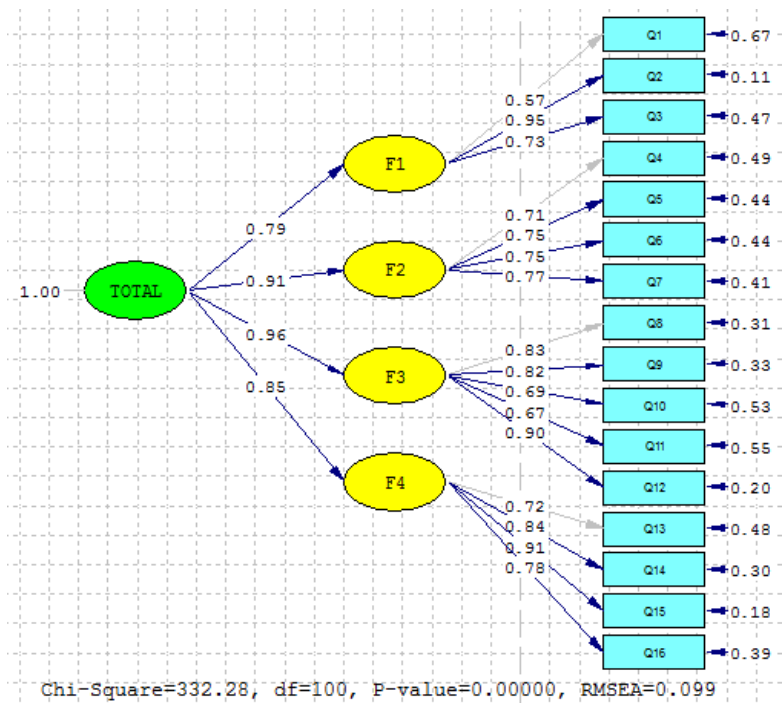 Q1 0.67
Q2 0.11
0.57
0.95
Q3 0.47
0.73
F1
Q4 0.49
Q5 0.44
0.71
0.79
0.75
Q6 0.44
0.75
F2
0.77
0.91
Q7 0.41
1.00 TOTAL
Q8 0.31
0.96
0.83
Q9 0.33
0.82
F3
0.85
0.69
Q10 0.53
0.67
0.90
Q11 0.55
F4
Q12 0.20
0.72
0.84
Q13 0.48
0.91
0.78
Q14 0.30
Q15 0.18
Q16 0.39
Chi-Square=332.28, df=100, P-value=0.00000, RMSEA=0.099